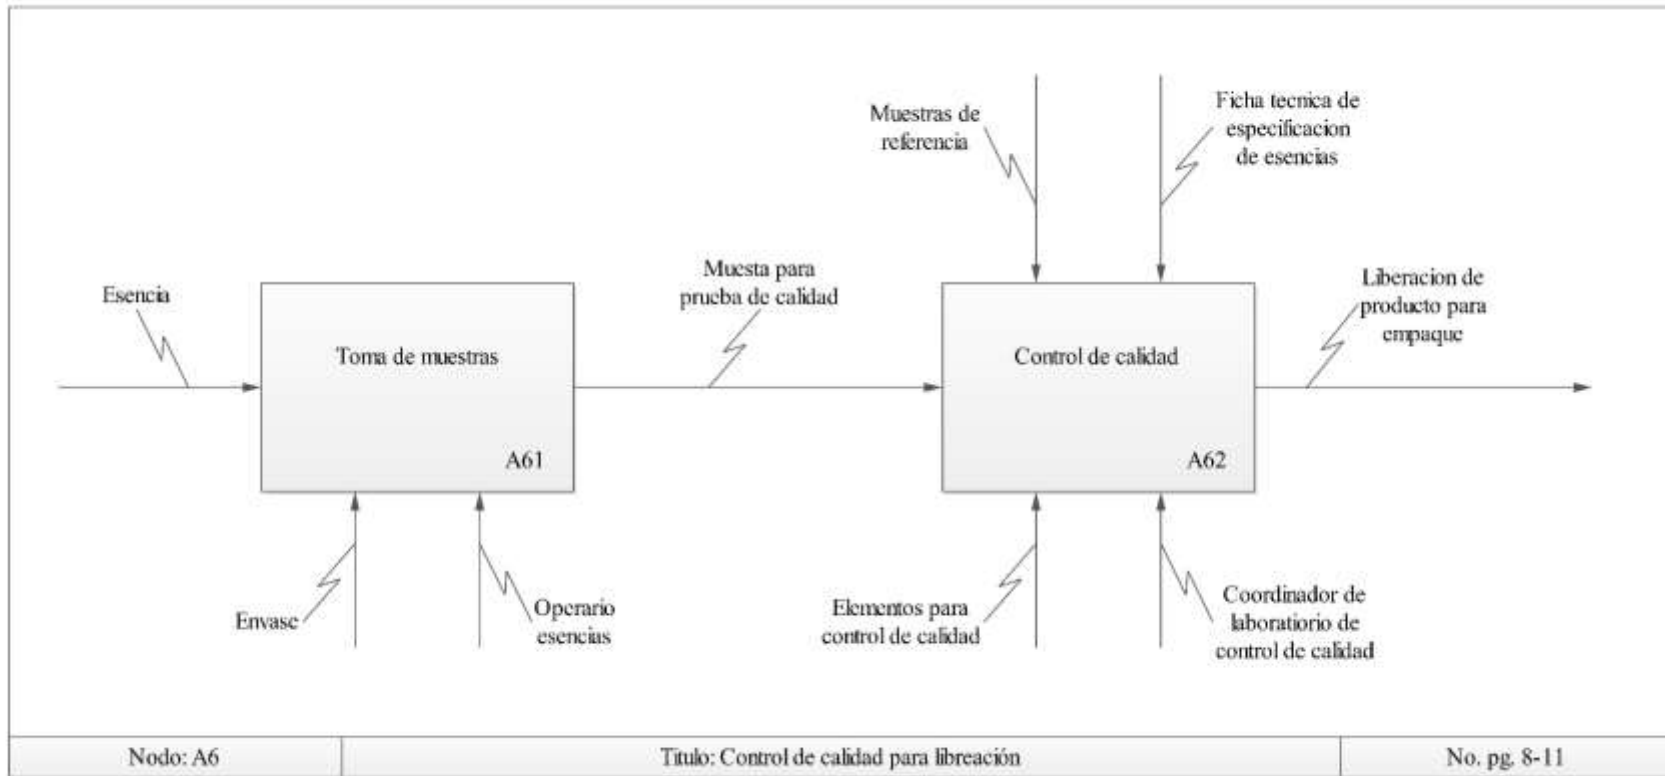 Muestras de
referencia
Ficha tecnica de
especificacion
de esencias
Esencia
Muesta para
prueba de calidad
Liberacion de
producto para
empaque
Toma de muestras
A61
Control de calidad
A62
Envase
Operario
esencias
Elementos para
control de calidad
Coordinador de
laboratiorio de
control de calidad
Nodo: A6
Titulo: Control de calidad para libreación
No. pg. 8-11